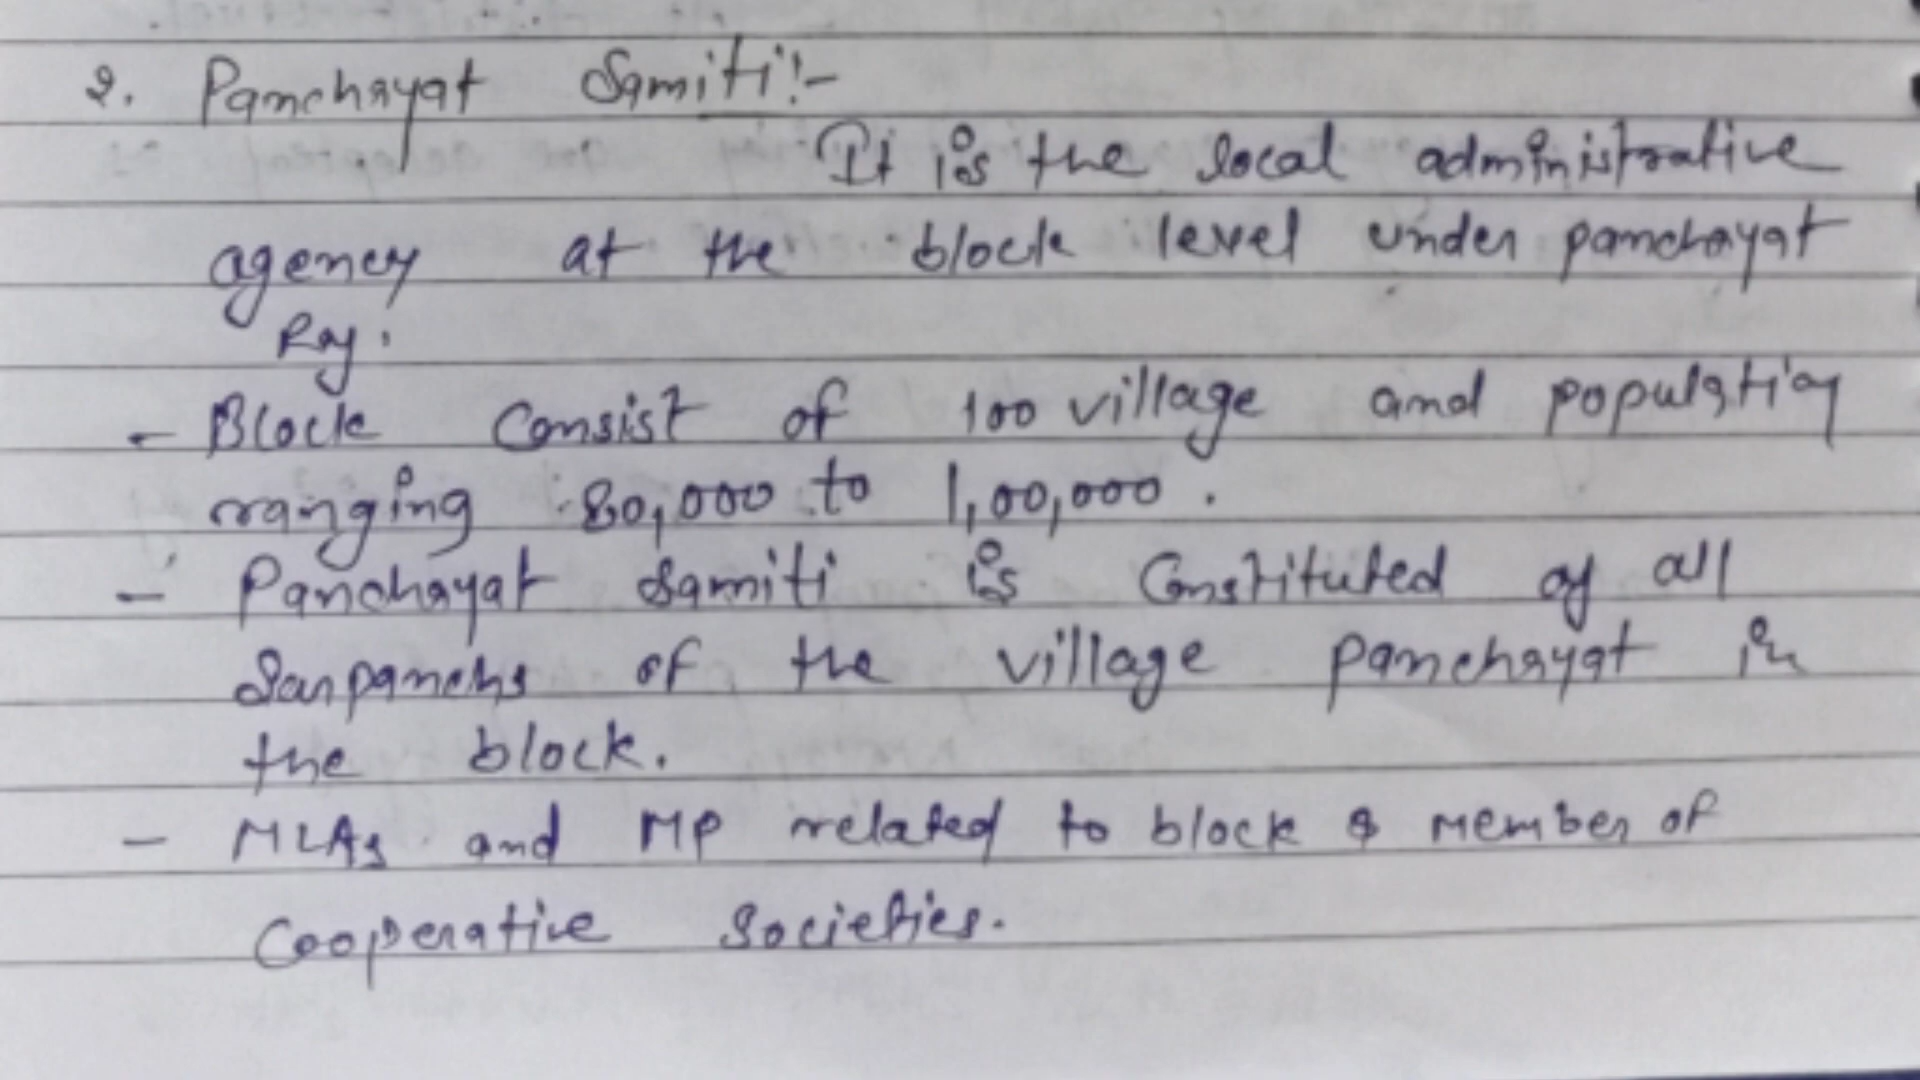 2. Panchayat Samiti:-
It is the local administrative
agency at the block level under panchayat
Raj.
- Block consist of 100 village and population
ranging 80,000 to 1,00,000.
- Panchayat Samiti is Constituted of all
Sarpanchs of the village panchayat in
the block.
- MLAs and MP related to block & member of
Cooperative Societies.